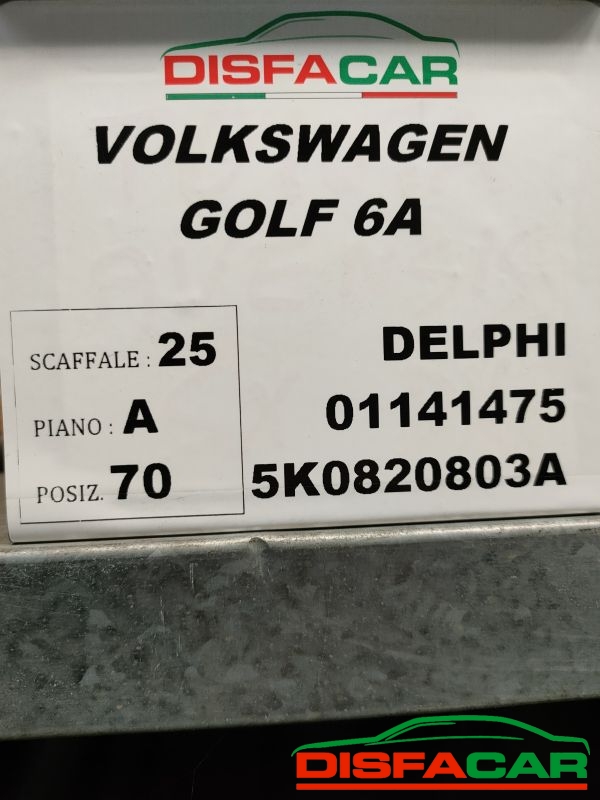 DISFACAR
VOLKSWAGEN
GOLF 6A
SCAFFALE : 25
PIANO : A
POSIZ. 70
DELPHI
01141475
5K0820803A
DISFACAR